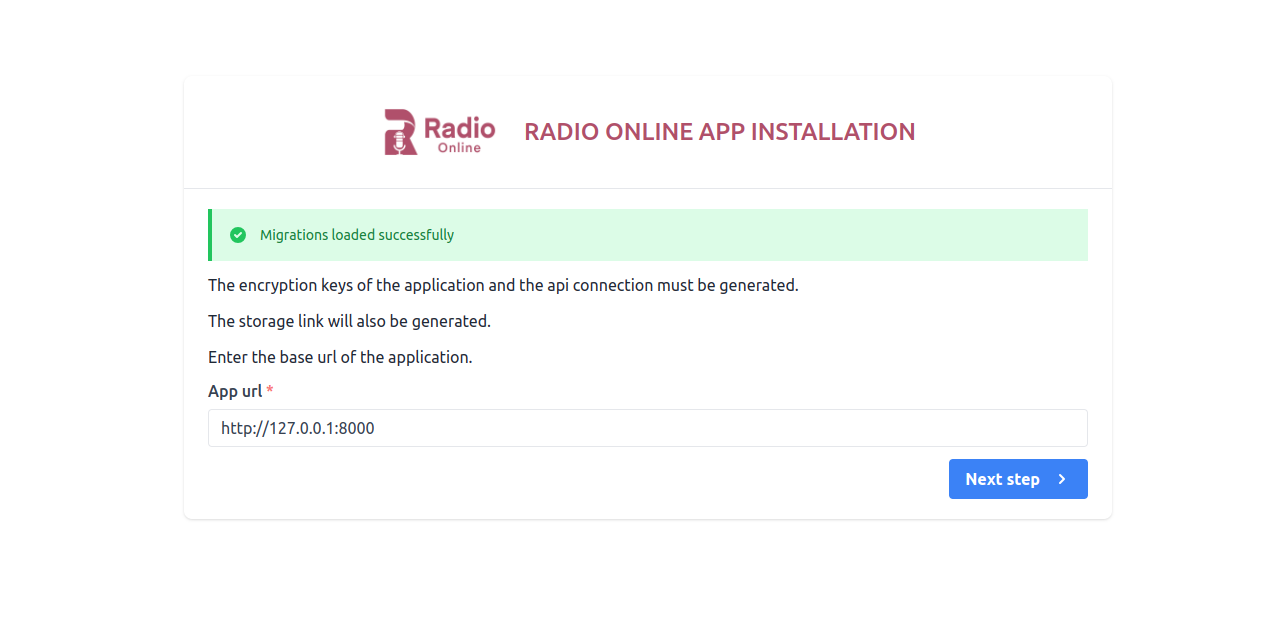 Radio
Online
RADIO ONLINE APP INSTALLATION
Migrations loaded successfully
The encryption keys of the application and the api connection must be generated.
The storage link will also be generated.
Enter the base url of the application.
App url *
http://127.0.0.1:8000
Next step